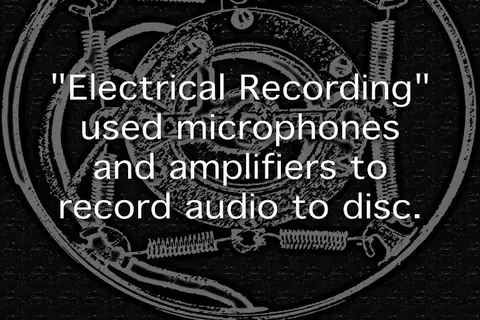 "Electrical Recording"
used microphones
and amplifiers to
record audio to disc.